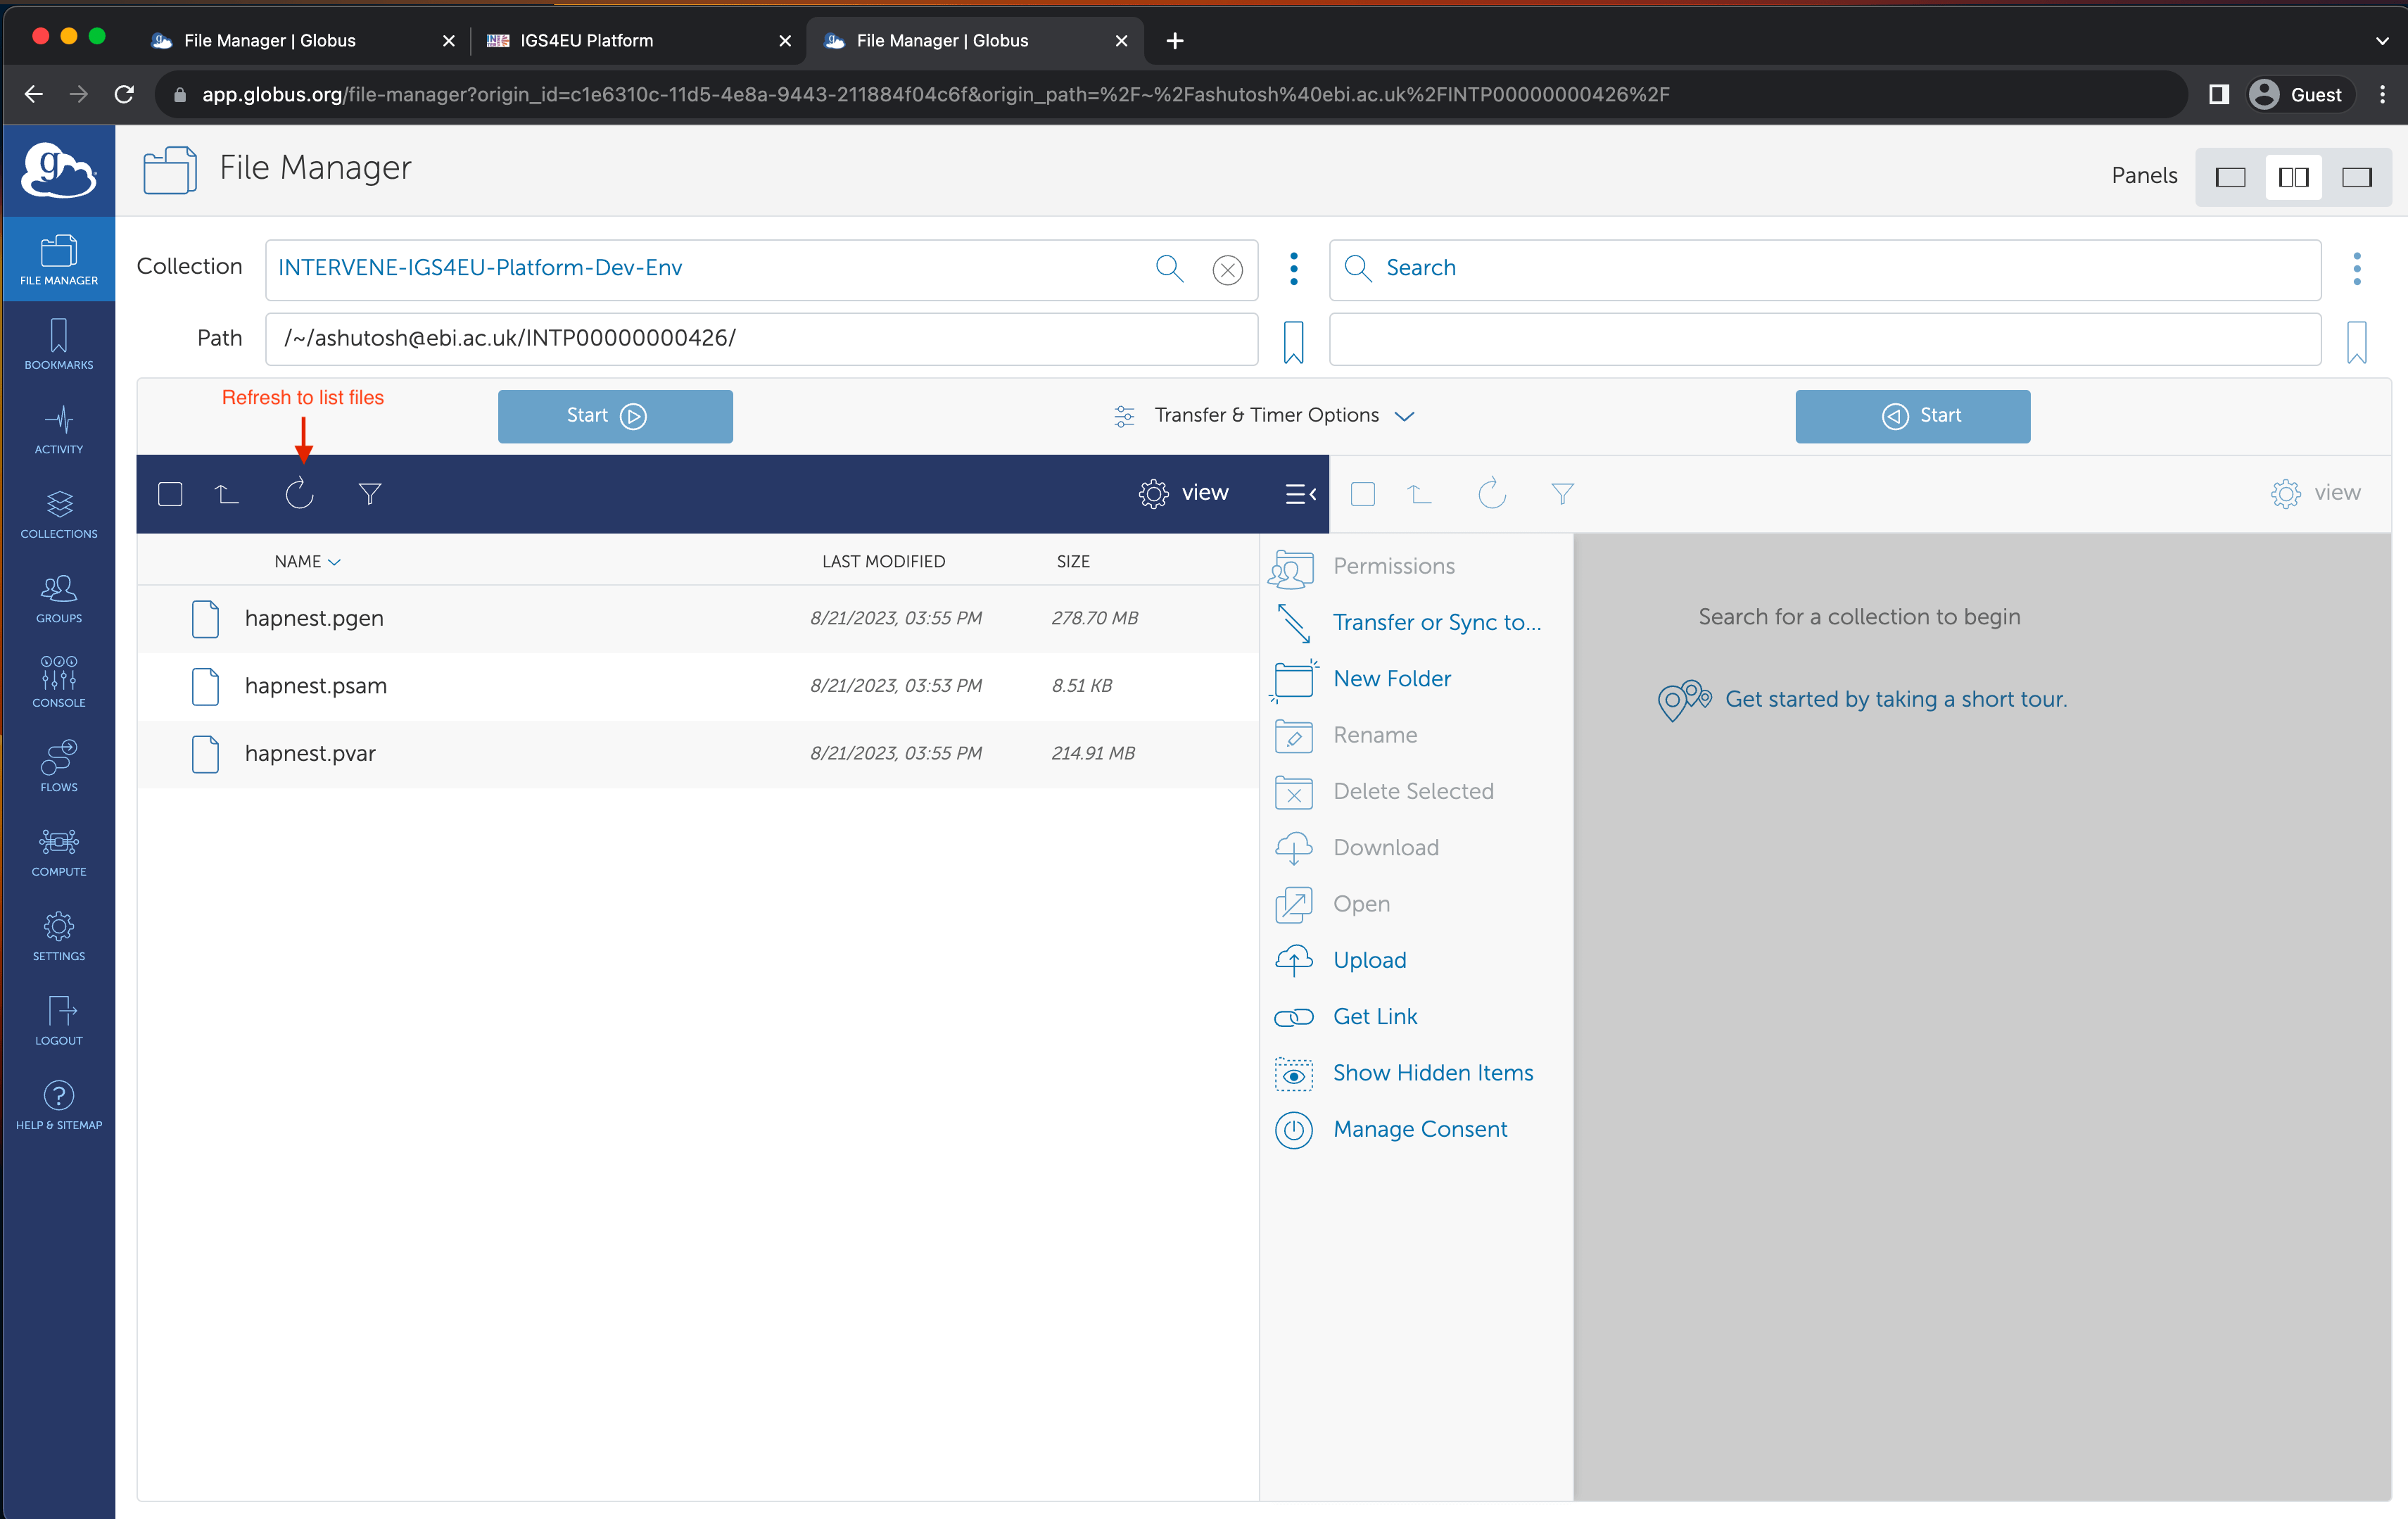 File Manager | Globus
IGS4EU Platform
File Manager | Globus
app.globus.org/file-manager?origin_id=c1e6310c-11d5-4e8a-9443-211884f04c6f&origin_path=%2F~%2Fashutosh%40ebi.ac.uk%2FINTP00000000426%2F
Guest
g
File Manager
Panels
FILE MANAGER
BOOKMARKS
ACTIVITY
COLLECTIONS
GROUPS
CONSOLE
FLOWS
COMPUTE
SETTINGS
LOGOUT
HELP & SITEMAP
Collection
INTERVENE-IGS4EU-Platform-Dev-Env
Search
Path
/~/ashutosh@ebi.ac.uk/INTP00000000426/
Refresh to list files
Start
Transfer & Timer Options
Start
view
view
NAME LAST MODIFIED SIZE
hapnest.pgen 8/21/2023, 03:55 PM 278.70 MB
hapnest.psam 8/21/2023, 03:53 PM 8.51 KB
hapnest.pvar 8/21/2023, 03:55 PM 214.91 MB
Permissions
Transfer or Sync to...
New Folder
Rename
Delete Selected
Download
Open
Upload
Get Link
Show Hidden Items
Manage Consent
Search for a collection to begin
Get started by taking a short tour.